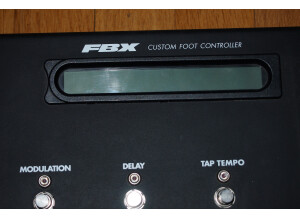 FBX CUSTOM FOOT CONTROLLER
MODULATION DELAY TAP TEMPO